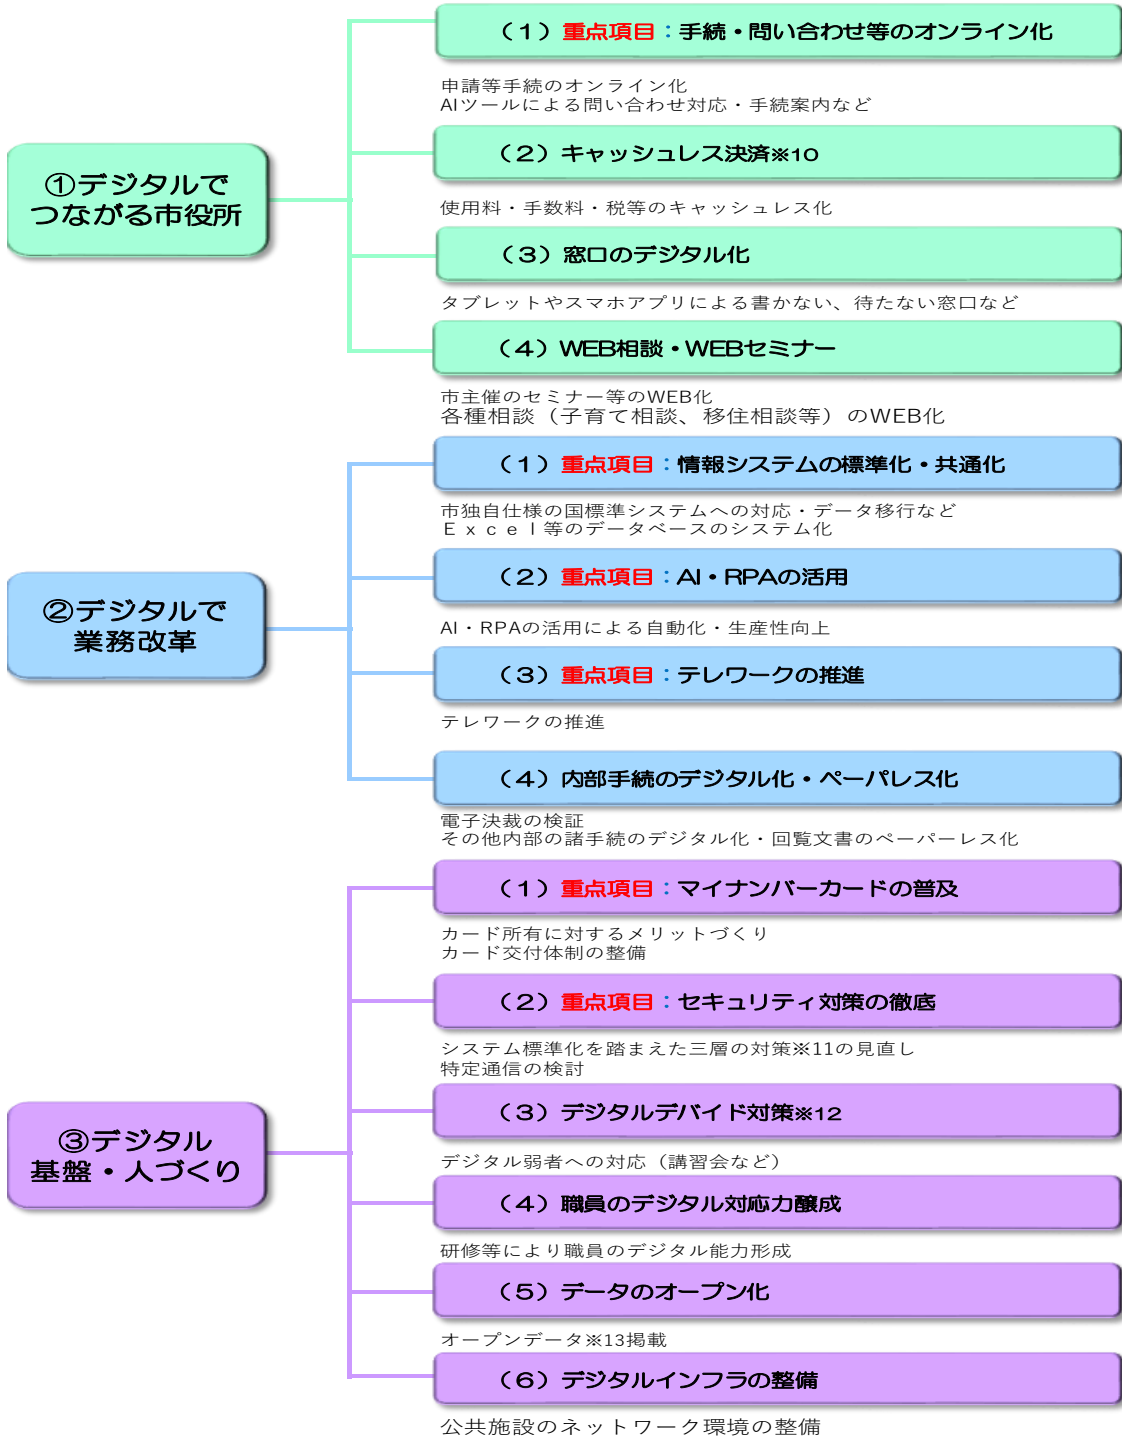 ①デジタルで
つながる市役所
（1）重点項目：手続・問い合わせ等のオンライン化
申請等手続のオンライン化
AIツールによる問い合わせ対応・手続案内など
（2）キャッシュレス決済※10
使用料・手数料・税等のキャッシュレス化
（3）窓口のデジタル化
タブレットやスマホアプリによる書かない、待たない窓口など
（4）WEB相談・WEBセミナー
市主催のセミナー等のWEB化
各種相談（子育て相談、移住相談等）のWEB化
②デジタルで
業務改革
（1）重点項目：情報システムの標準化・共通化
市独自仕様の国標準システムへの対応・データ移行など
Ｅｘｃｅｌ等のデータベースのシステム化
（2）重点項目：AI・RPAの活用
AI・RPAの活用による自動化・生産性向上
（3）重点項目：テレワークの推進
テレワークの推進
（4）内部手続のデジタル化・ペーパレス化
電子決裁の検証
その他内部の諸手続のデジタル化・回覧文書のペーパーレス化
③デジタル
基盤・人づくり
（1）重点項目：マイナンバーカードの普及
カード所有に対するメリットづくり
カード交付体制の整備
（2）重点項目：セキュリティ対策の徹底
システム標準化を踏まえた三層の対策※11の見直し
特定通信の検討
（3）デジタルデバイド対策※12
デジタル弱者への対応（講習会など）
（4）職員のデジタル対応力醸成
研修等により職員のデジタル能力形成
（5）データのオープン化
オープンデータ※13掲載
（6）デジタルインフラの整備
公共施設のネットワーク環境の整備